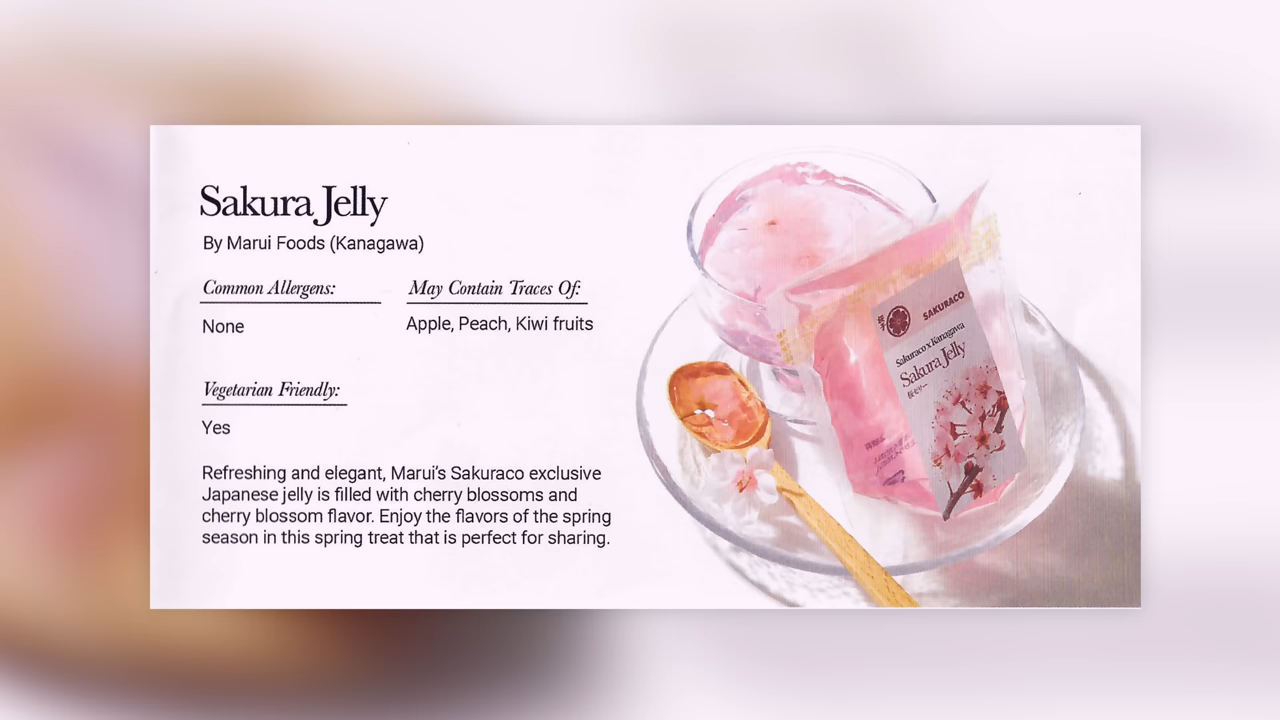 Sakura Jelly
By Marui Foods (Kanagawa)
Common Allergens:
None
May Contain Traces Of:
Apple, Peach, Kiwi fruits
Vegetarian Friendly:
Yes
Refreshing and elegant, Marui's Sakuraco exclusive
Japanese jelly is filled with cherry blossoms and
cherry blossom flavor. Enjoy the flavors of the spring
season in this spring treat that is perfect for sharing.
SAKURACO
Sakuraco x Kanagawa
Sakura Jelly